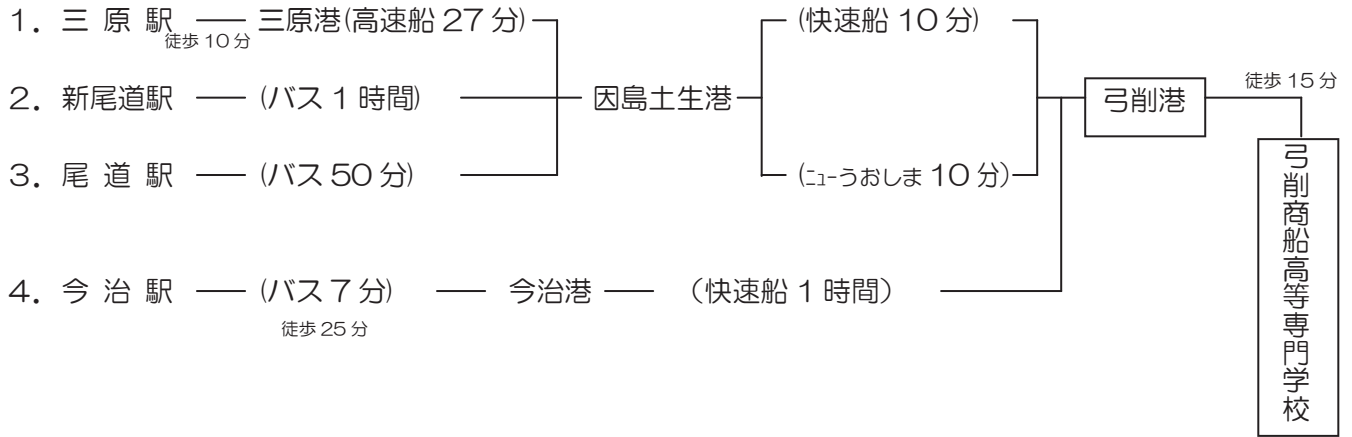 1. 三 原 駅 三原港(高速船 27 分) (快速船 10 分)
徒歩 10 分
徒歩 15 分
2. 新尾道駅 (バス 1 時間) 因島土生港 弓削港
3. 尾 道 駅 (バス 50 分) (ﾆｭｰうおしま 10 分)
弓削商船高等専門学校
4. 今 治 駅 (バス 7 分) 今治港 (快速船 1 時間)
徒歩 25 分